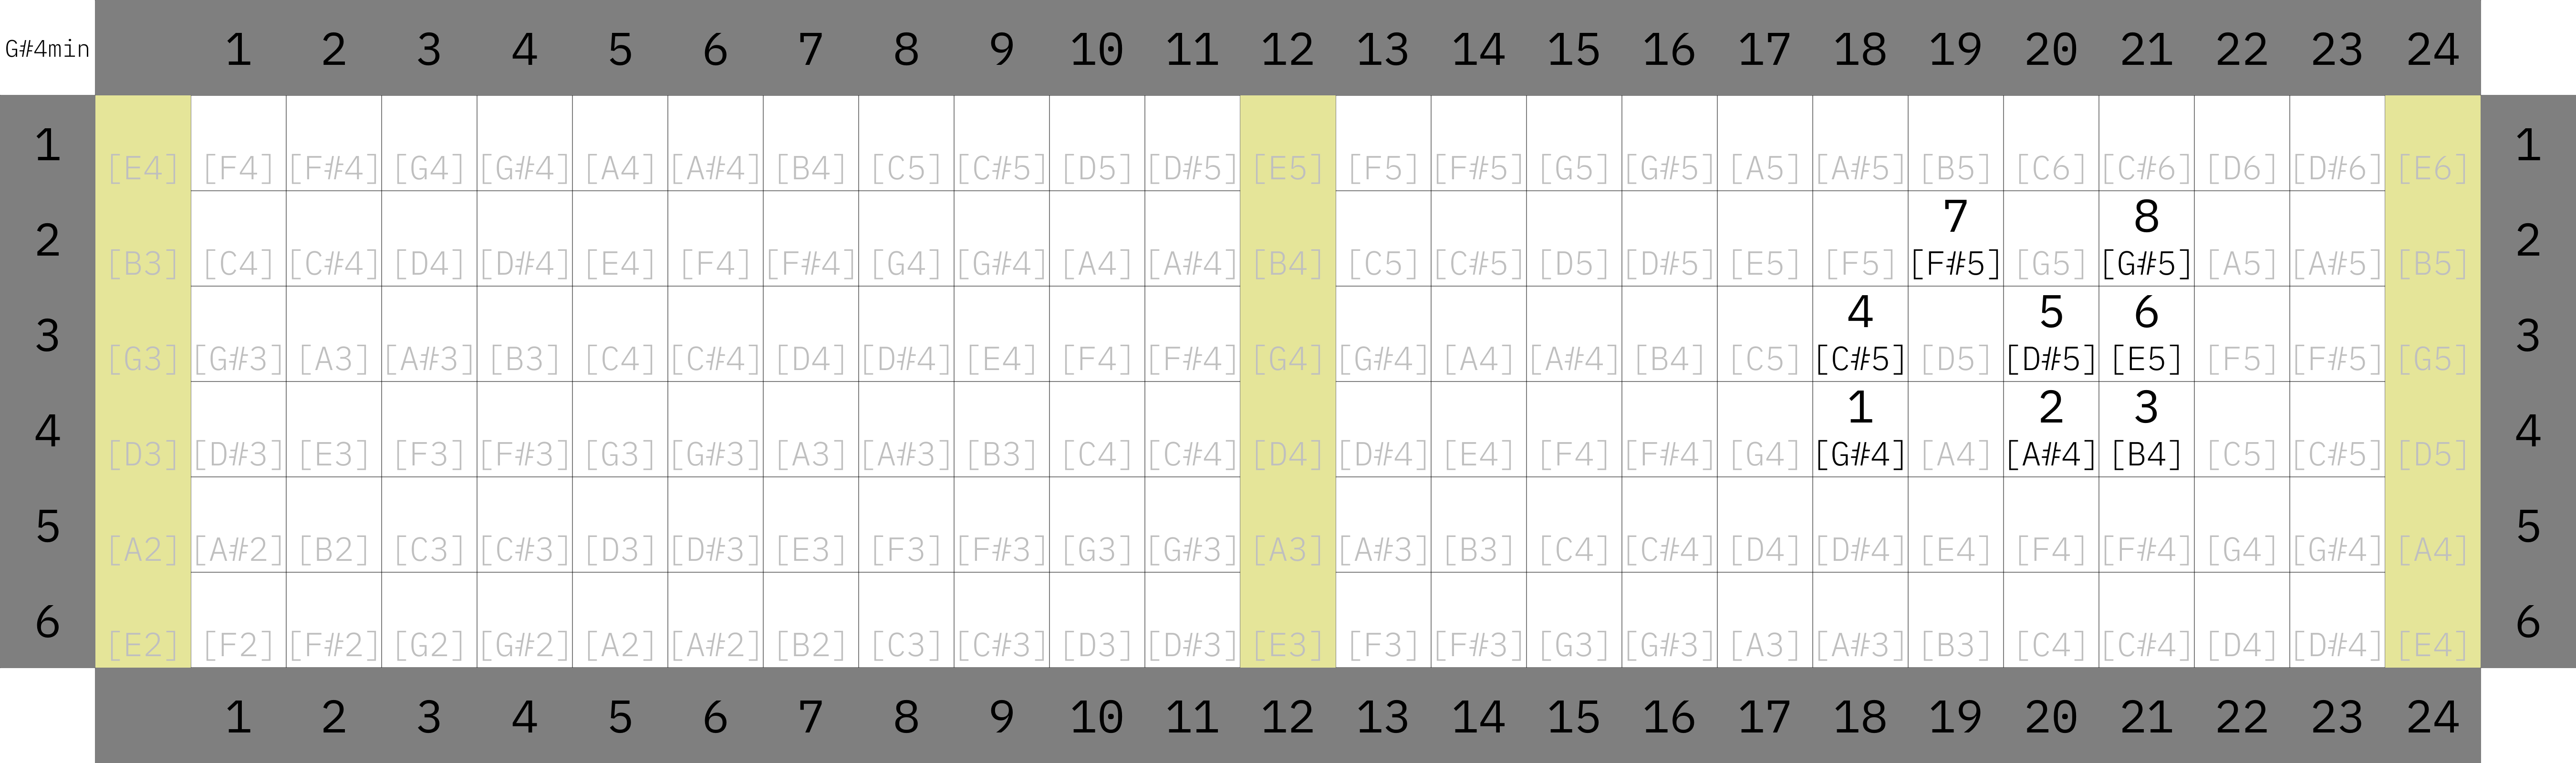 G#4min 1 2 3 4 5 6 7 8 9 10 11 12 13 14 15 16 17 18 19 20 21 22 23 24
1 [E4] [F4] [F#4] [G4] [G#4] [A4] [A#4] [B4] [C5] [C#5] [D5] [D#5] [E5] [F5] [F#5] [G5] [G#5] [A5] [A#5] [B5] [C6] [C#6] [D6] [D#6] [E6] 1
7 8
2 [B3] [C4] [C#4] [D4] [D#4] [E4] [F4] [F#4] [G4] [G#4] [A4] [A#4] [B4] [C5] [C#5] [D5] [D#5] [E5] [F5] [F#5] [G5] [G#5] [A5] [A#5] [B5] 2
4 5 6
3 [G3] [G#3] [A3] [A#3] [B3] [C4] [C#4] [D4] [D#4] [E4] [F4] [F#4] [G4] [G#4] [A4] [A#4] [B4] [C5] [C#5] [D5] [D#5] [E5] [F5] [F#5] [G5] 3
1 2 3
4 [D3] [D#3] [E3] [F3] [F#3] [G3] [G#3] [A3] [A#3] [B3] [C4] [C#4] [D4] [D#4] [E4] [F4] [F#4] [G4] [G#4] [A4] [A#4] [B4] [C5] [C#5] [D5] 4
5 [A2] [A#2] [B2] [C3] [C#3] [D3] [D#3] [E3] [F3] [F#3] [G3] [G#3] [A3] [A#3] [B3] [C4] [C#4] [D4] [D#4] [E4] [F4] [F#4] [G4] [G#4] [A4] 5
6 [E2] [F2] [F#2] [G2] [G#2] [A2] [A#2] [B2] [C3] [C#3] [D3] [D#3] [E3] [F3] [F#3] [G3] [G#3] [A3] [A#3] [B3] [C4] [C#4] [D4] [D#4] [E4] 6
1 2 3 4 5 6 7 8 9 10 11 12 13 14 15 16 17 18 19 20 21 22 23 24